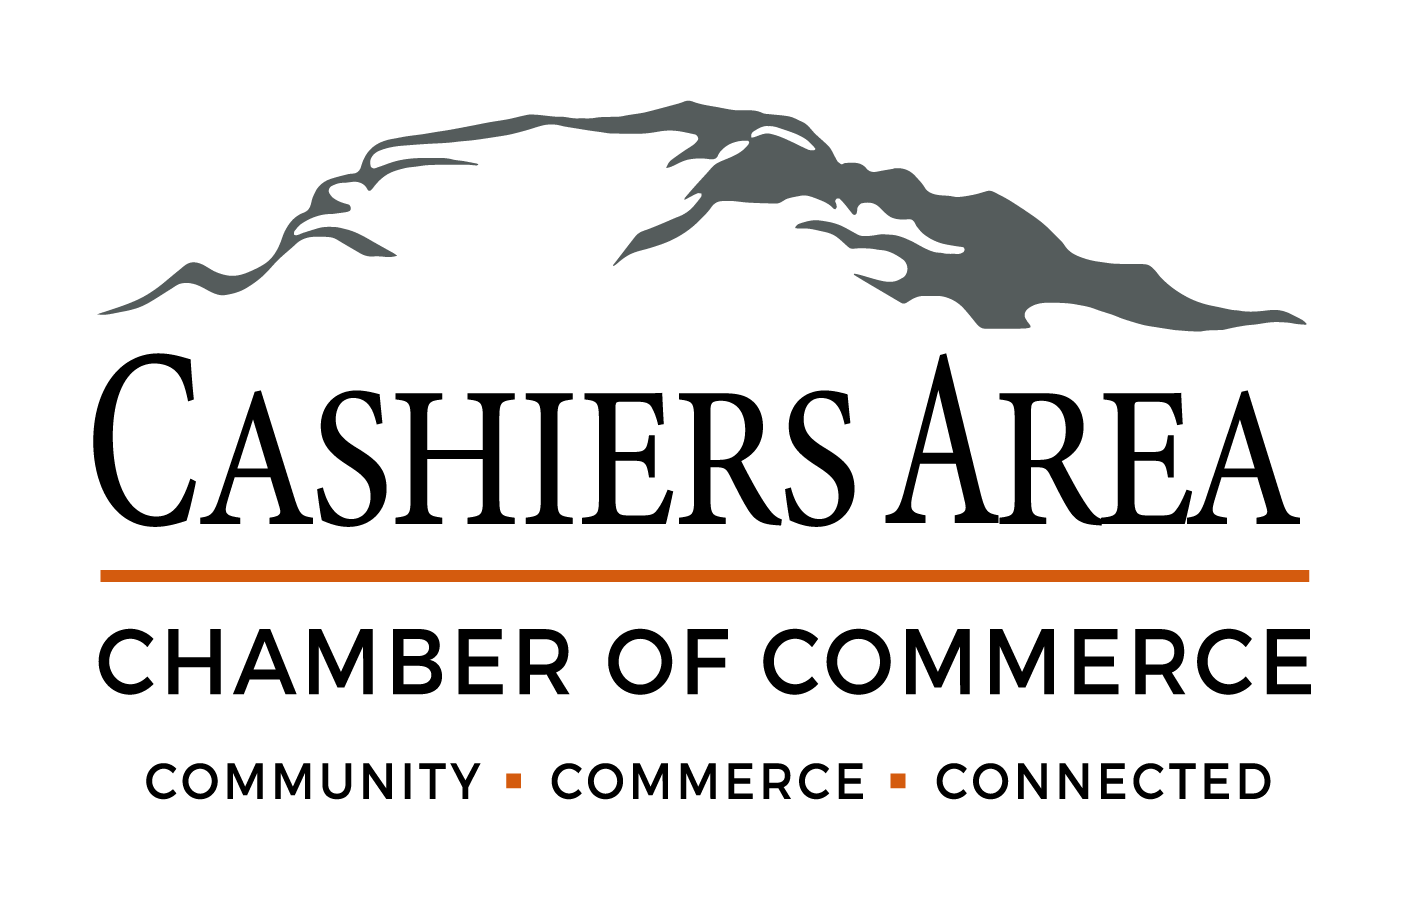 CASHIERS AREA
CHAMBER OF COMMERCE
COMMUNITY ▪ COMMERCE ▪ CONNECTED